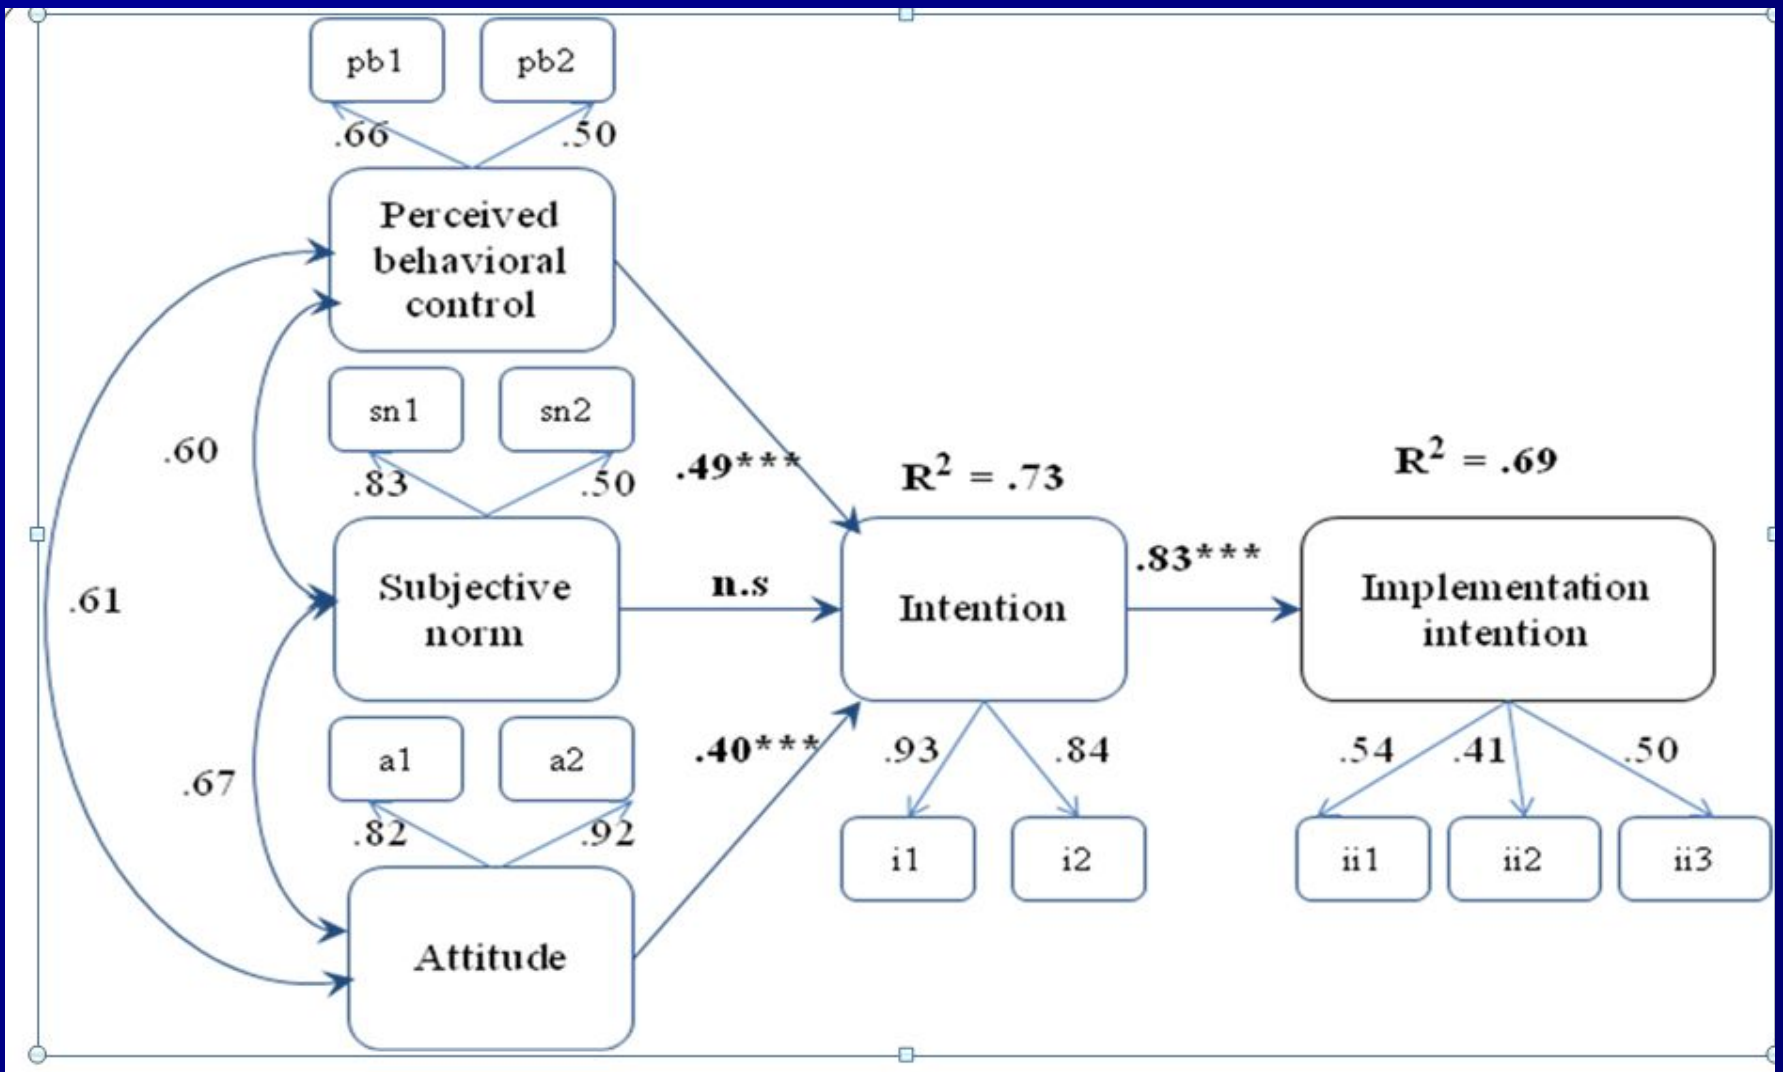 pb1
pb2
.66
.50
Perceived
behavioral
control
sn1
sn2
.60
.83
.50
.49***
R² = .73
R² = .69
.61
Subjective
norm
n.s
Intention
.83***
Implementation
intention
a1
a2
.67
.82
.92
.40***
.93
.84
.54
.41
.50
i1
i2
ii1
ii2
ii3
Attitude